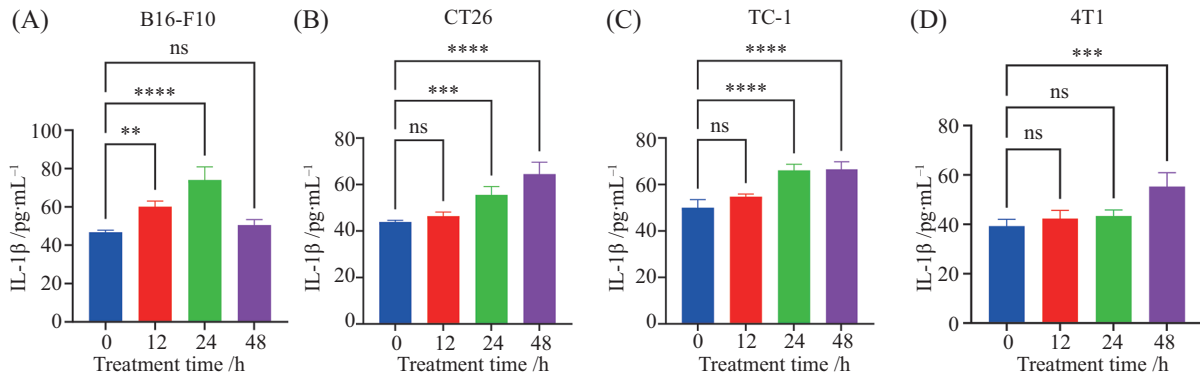 (A)
B16-F10
ns
****
**
100
80
60
40
20
0
IL-1β /pg·mL⁻¹
0 12 24 48
Treatment time /h
(B)
CT26
****
***
ns
80
60
40
20
0
IL-1β /pg·mL⁻¹
0 12 24 48
Treatment time /h
(C)
TC-1
****
****
ns
80
60
40
20
0
IL-1β /pg·mL⁻¹
0 12 24 48
Treatment time /h
(D)
4T1
***
ns
ns
80
60
40
20
0
IL-1β /pg·mL⁻¹
0 12 24 48
Treatment time /h